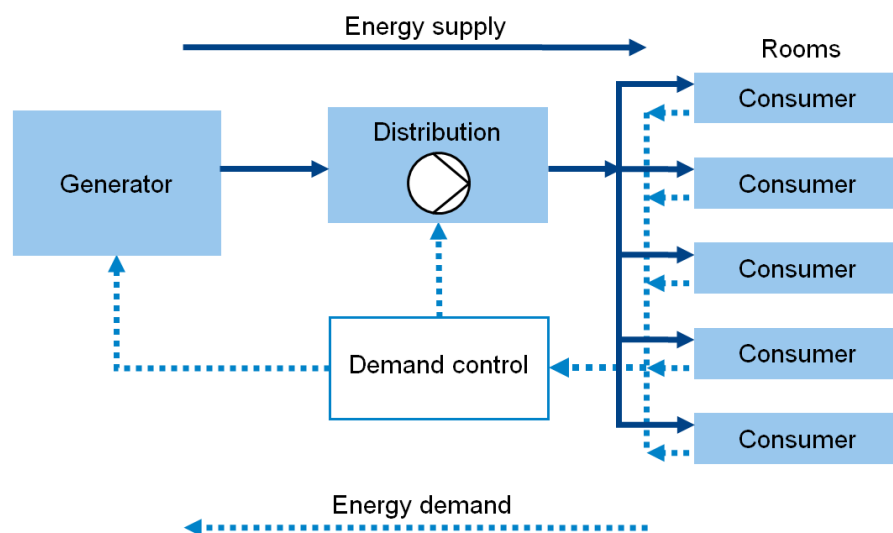 Energy supply
Rooms
Generator
Distribution
Consumer
Consumer
Consumer
Demand control
Consumer
Consumer
Energy demand